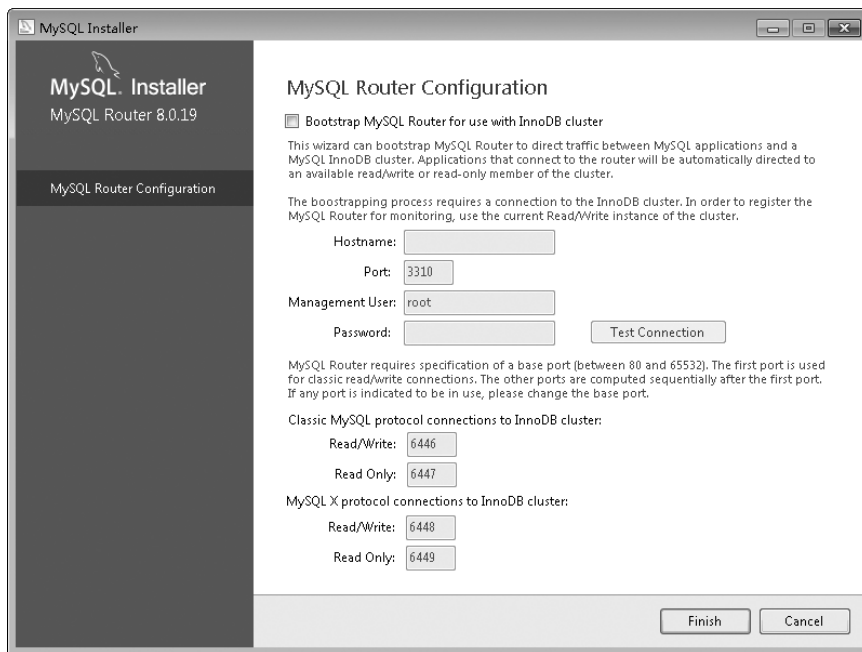 MySQL Installer
MySQL. Installer
MySQL Router 8.0.19
MySQL Router Configuration
MySQL Router Configuration
Bootstrap MySQL Router for use with InnoDB cluster
This wizard can bootstrap MySQL Router to direct traffic between MySQL applications and a
MySQL InnoDB cluster. Applications that connect to the router will be automatically directed to
an available read/write or read-only member of the cluster.
The boostrapping process requires a connection to the InnoDB cluster. In order to register the
MySQL Router for monitoring, use the current Read/Write instance of the cluster.
Hostname:
Port: 3310
Management User: root
Password: Test Connection
MySQL Router requires specification of a base port (between 80 and 65532). The first port is used
for classic read/write connections. The other ports are computed sequentially after the first port.
If any port is indicated to be in use, please change the base port.
Classic MySQL protocol connections to InnoDB cluster:
Read/Write: 6446
Read Only: 6447
MySQL X protocol connections to InnoDB cluster:
Read/Write: 6448
Read Only: 6449
Finish Cancel